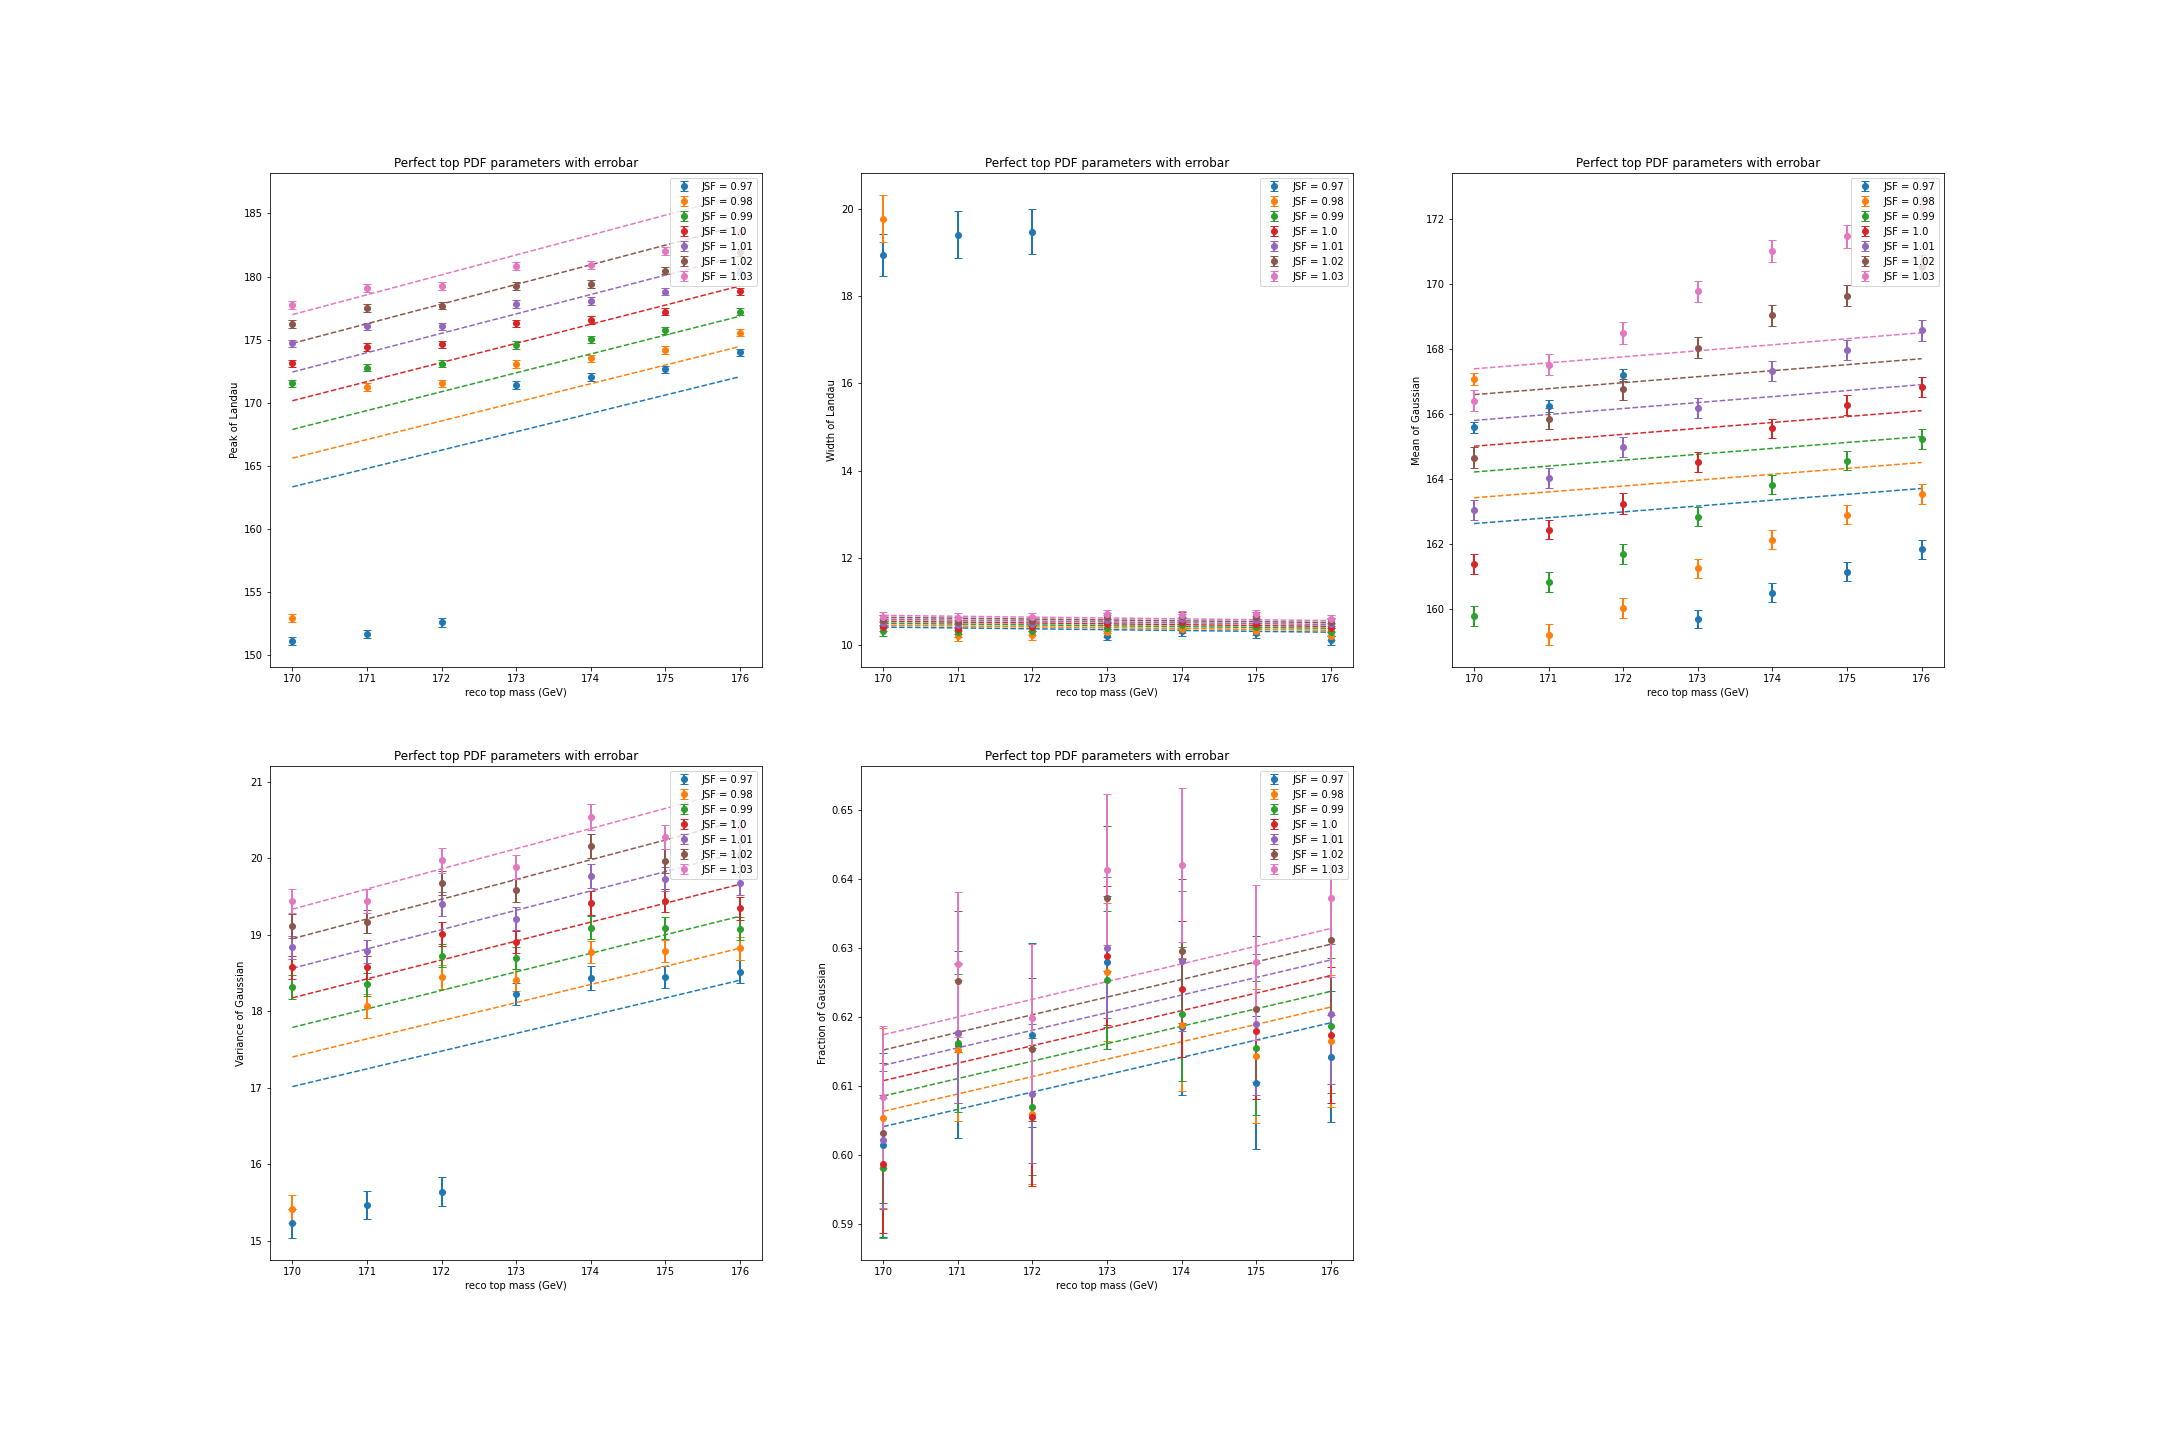 Perfect top PDF parameters with errobar
Peak of Landau
185
180
175
170
165
160
155
150
JSF = 0.97
JSF = 0.98
JSF = 0.99
JSF = 1.0
JSF = 1.01
JSF = 1.02
JSF = 1.03
170 171 172 173 174 175 176
reco top mass (GeV)
Perfect top PDF parameters with errobar
Width of Landau
20
18
16
14
12
10
JSF = 0.97
JSF = 0.98
JSF = 0.99
JSF = 1.0
JSF = 1.01
JSF = 1.02
JSF = 1.03
170 171 172 173 174 175 176
reco top mass (GeV)
Perfect top PDF parameters with errobar
Mean of Gaussian
172
170
168
166
164
162
160
JSF = 0.97
JSF = 0.98
JSF = 0.99
JSF = 1.0
JSF = 1.01
JSF = 1.02
JSF = 1.03
170 171 172 173 174 175 176
reco top mass (GeV)
Perfect top PDF parameters with errobar
Variance of Gaussian
21
20
19
18
17
16
15
JSF = 0.97
JSF = 0.98
JSF = 0.99
JSF = 1.0
JSF = 1.01
JSF = 1.02
JSF = 1.03
170 171 172 173 174 175 176
reco top mass (GeV)
Perfect top PDF parameters with errobar
Fraction of Gaussian
0.65
0.64
0.63
0.62
0.61
0.60
0.59
JSF = 0.97
JSF = 0.98
JSF = 0.99
JSF = 1.0
JSF = 1.01
JSF = 1.02
JSF = 1.03
170 171 172 173 174 175 176
reco top mass (GeV)